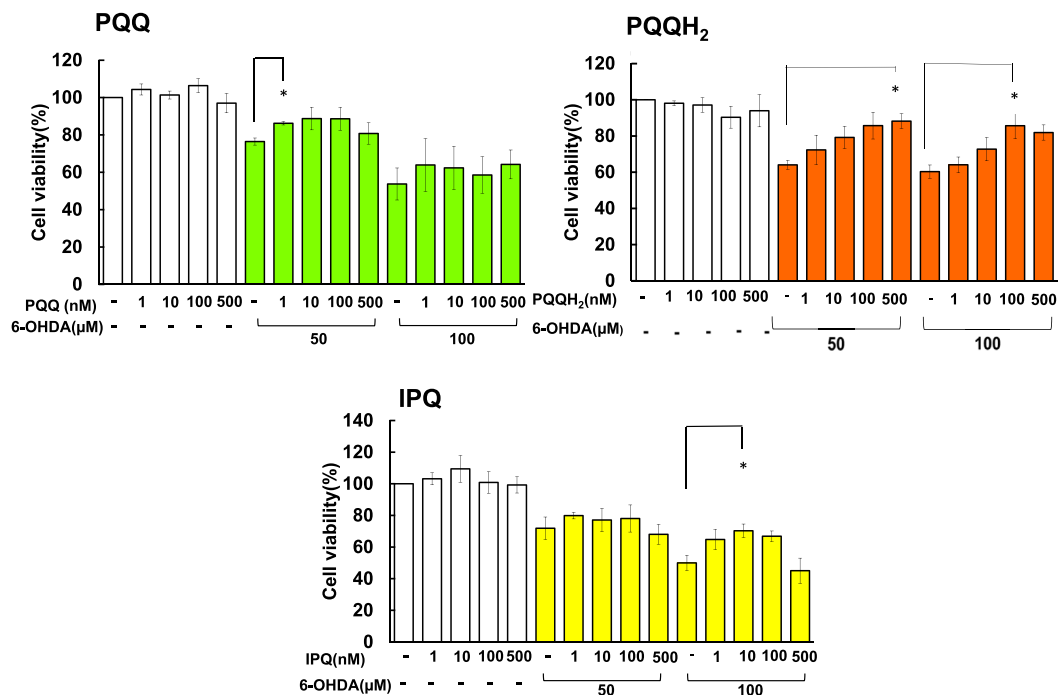 PQQ
120
100
80
60
40
20
0
Cell viability(%)
*
PQQ (nM) - 1 10 100 500 - 1 10 100 500 - 1 10 100 500
6-OHDA(μM) - - - - - 50 100
PQQH₂
120
100
80
60
40
20
0
Cell viability(%)
* *
PQQH₂(nM) - 1 10 100 500 - 1 10 100 500 - 1 10 100 500
6-OHDA(μM) - - - - - 50 100
IPQ
140
120
100
80
60
40
20
0
Cell viability(%)
*
IPQ(nM) - 1 10 100 500 - 1 10 100 500 - 1 10 100 500
6-OHDA(μM) - - - - - 50 100